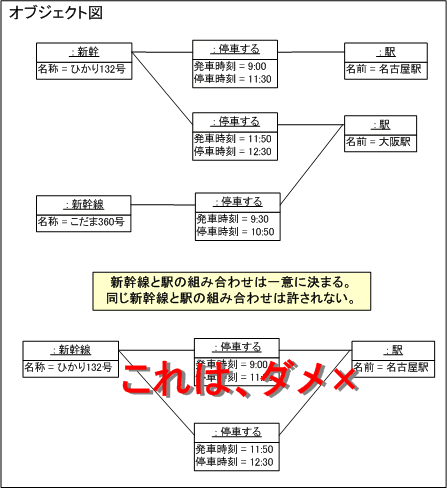 オブジェクト図
: 新幹
名称 = ひかり132号
: 停車する
発車時刻 = 9:00
停車時刻 = 11:30
: 駅
名前 = 名古屋駅
: 停車する
発車時刻 = 11:50
停車時刻 = 12:30
: 駅
名前 = 大阪駅
: 新幹線
名称 = こだま360号
: 停車する
発車時刻 = 9:30
停車時刻 = 10:50
新幹線と駅の組み合わせは一意に決まる。
同じ新幹線と駅の組み合わせは許されない。
: 新幹線
名称 = ひかり132号
: 停車する
発車時刻 = 9:00
停車時刻 = 11
: 駅
名前 = 名古屋駅
これは、ダメ×
: 停車する
発車時刻 = 11:50
停車時刻 = 12:30